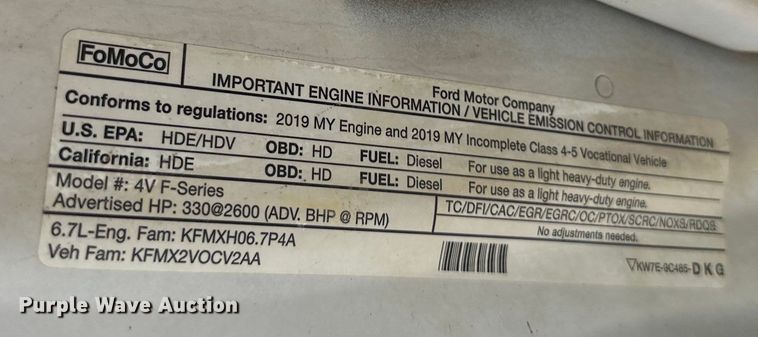 FoMoCo
Ford Motor Company
IMPORTANT ENGINE INFORMATION / VEHICLE EMISSION CONTROL INFORMATION
Conforms to regulations: 2019 MY Engine and 2019 MY Incomplete Class 4-5 Vocational Vehicle
U.S. EPA: HDE/HDV OBD: HD FUEL: Diesel For use as a light heavy-duty engine.
California: HDE OBD: HD FUEL: Diesel For use as a light heavy-duty engine.
Model #: 4V F-Series
Advertised HP: 330@2600 (ADV. BHP @ RPM)
TC/DFI/CAC/EGR/EGRC/OC/PTOX/SCRC/NOXS/RDQS
No adjustments needed.
6.7L-Eng. Fam: KFMXH06.7P4A
Veh Fam: KFMX2VOCV2AA
KW7E-9C485-DKG
Purple Wave Auction